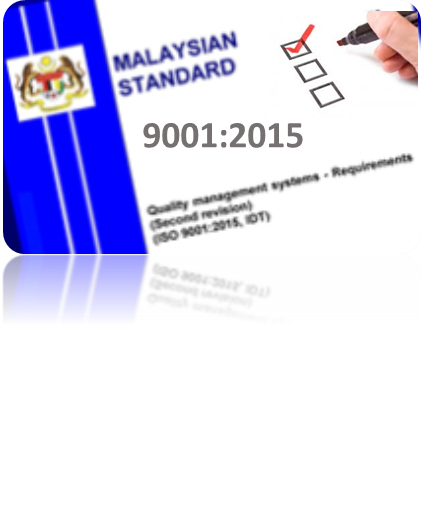 MALAYSIAN
STANDARD
9001:2015
Quality management systems - Requirements
(Second revision)
(ISO 9001:2015, IDT)